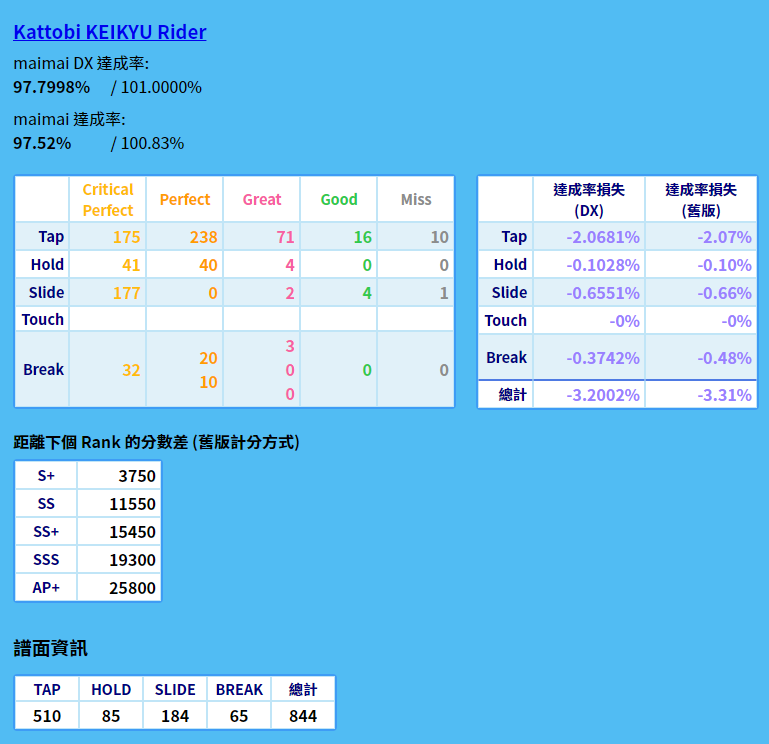 Kattobi KEIKYU Rider
maimai DX 達成率:
97.7998% / 101.0000%
maimai 達成率:
97.52% / 100.83%
Critical Perfect Perfect Great Good Miss
Tap 175 238 71 16 10
Hold 41 40 4 0 0
Slide 177 0 2 4 1
Touch
Break 32 20 10 3 0 0 0 0
達成率損失 (DX) 達成率損失 (舊版)
Tap -2.0681% -2.07%
Hold -0.1028% -0.10%
Slide -0.6551% -0.66%
Touch -0% -0%
Break -0.3742% -0.48%
總計 -3.2002% -3.31%
距離下個 Rank 的分數差 (舊版計分方式)
S+ 3750
SS 11550
SS+ 15450
SSS 19300
AP+ 25800
譜面資訊
TAP HOLD SLIDE BREAK 總計
510 85 184 65 844